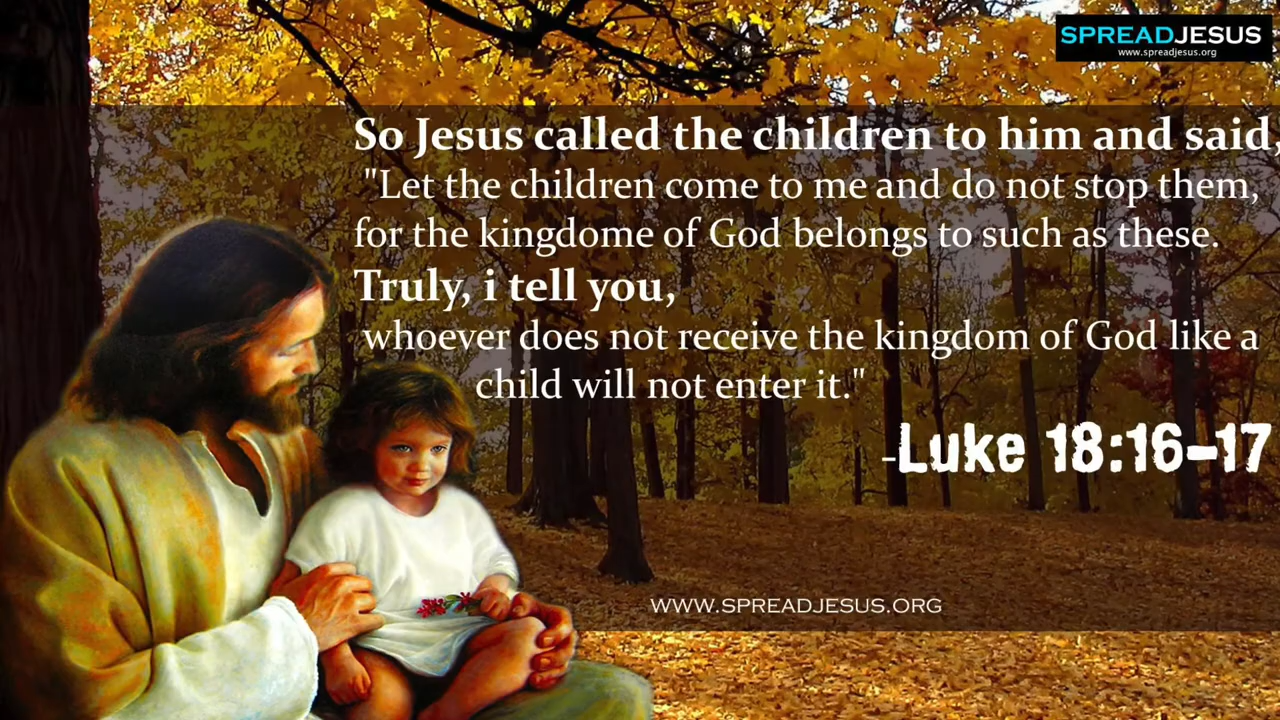 SPREADJESUS
www.spreadjesus.org
So Jesus called the children to him and said,
"Let the children come to me and do not stop them,
for the kingdome of God belongs to such as these.
Truly, i tell you,
whoever does not receive the kingdom of God like a
child will not enter it."
-Luke 18:16-17
WWW.SPREADJESUS.ORG